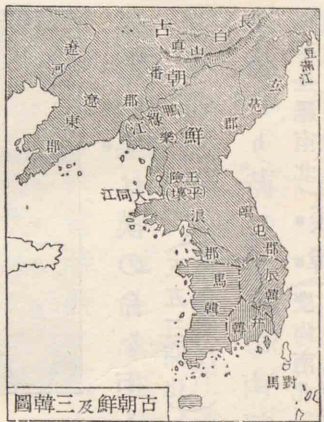 古朝鮮
長白山
豆滿江
遼河
遼東郡
眞番郡
玄菟郡
鴨綠江
樂浪郡
王險
(平壤)
大同江
臨屯郡
馬韓
辰韓
弁韓
對馬
古朝鮮及三韓圖